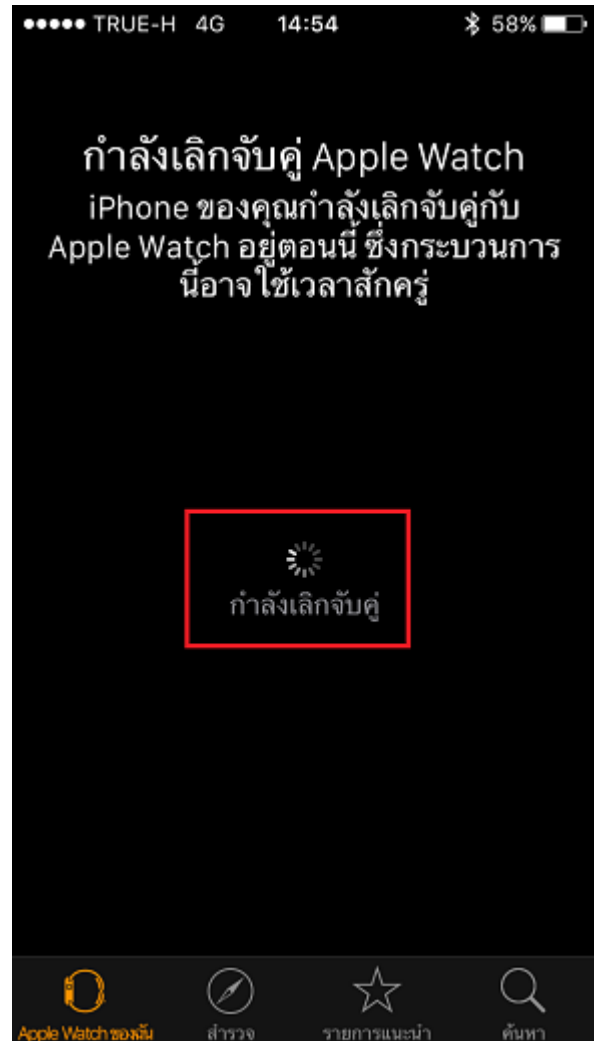 TRUE-H 4G 14:54 58%
กำลังเลิกจับคู่ Apple Watch
iPhone ของคุณกำลังเลิกจับคู่กับ
Apple Watch อยู่ตอนนี้ ซึ่งกระบวนการ
นี้อาจใช้เวลาสักครู่
กำลังเลิกจับคู่
Apple Watch ของฉัน สำรวจ รายการแนะนำ ค้นหา